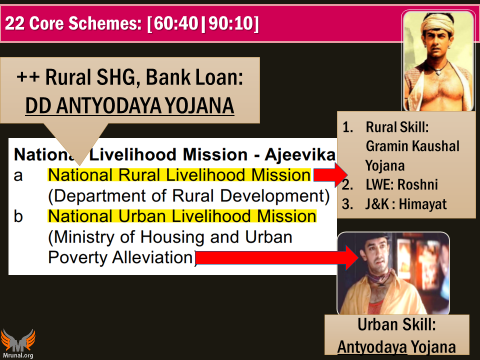 22 Core Schemes: [60:40|90:10]
++ Rural SHG, Bank Loan:
DD ANTYODAYA YOJANA
National Livelihood Mission - Ajeevika
a National Rural Livelihood Mission
(Department of Rural Development)
b National Urban Livelihood Mission
(Ministry of Housing and Urban
Poverty Alleviation)
1. Rural Skill:
Gramin Kaushal
Yojana
2. LWE: Roshni
3. J&K : Himayat
Urban Skill:
Antyodaya Yojana
Mrunal.org